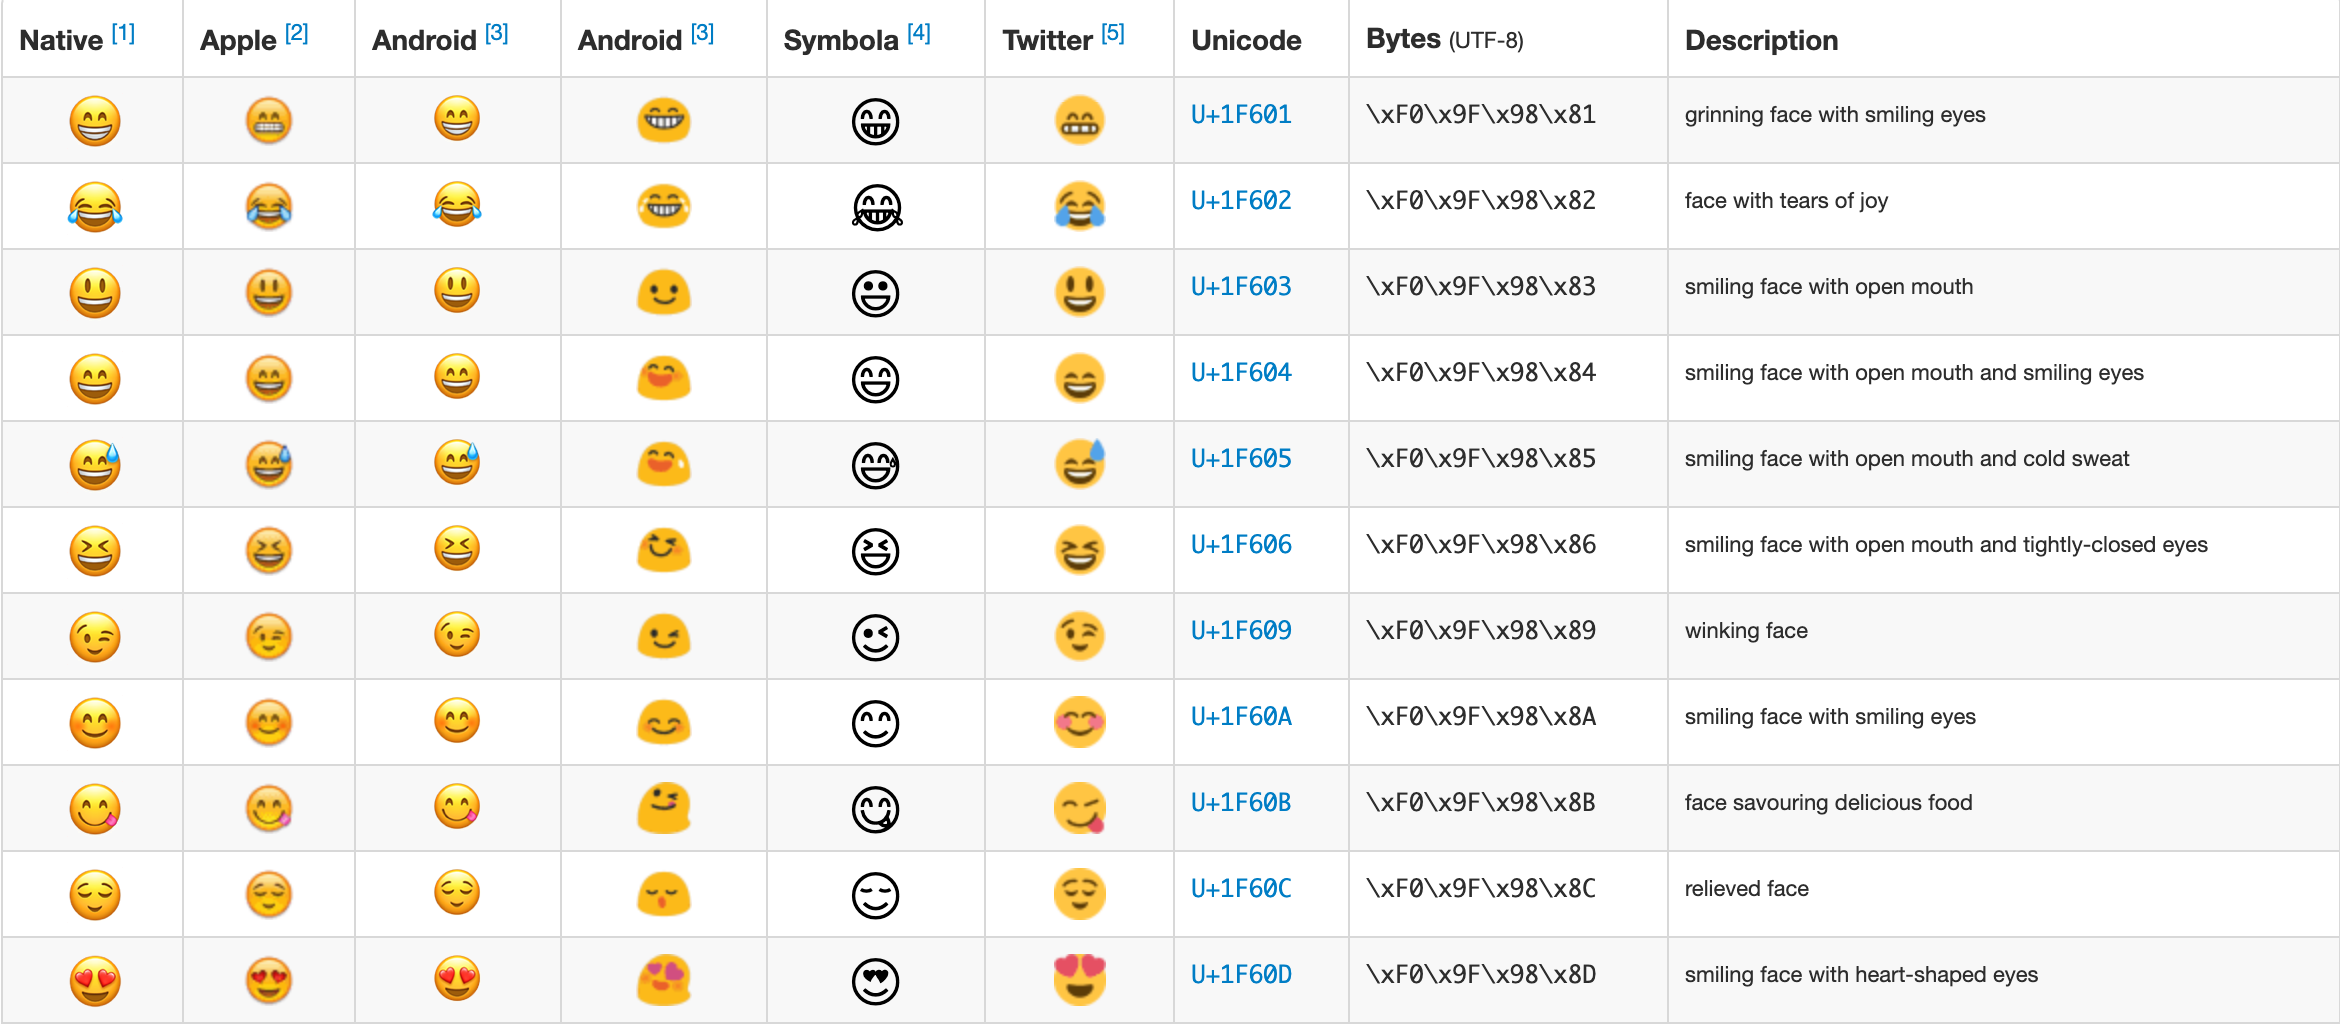 Native [1] Apple [2] Android [3] Android [3] Symbola [4] Twitter [5] Unicode Bytes (UTF-8) Description
U+1F601 \xF0\x9F\x98\x81 grinning face with smiling eyes
U+1F602 \xF0\x9F\x98\x82 face with tears of joy
U+1F603 \xF0\x9F\x98\x83 smiling face with open mouth
U+1F604 \xF0\x9F\x98\x84 smiling face with open mouth and smiling eyes
U+1F605 \xF0\x9F\x98\x85 smiling face with open mouth and cold sweat
U+1F606 \xF0\x9F\x98\x86 smiling face with open mouth and tightly-closed eyes
U+1F609 \xF0\x9F\x98\x89 winking face
U+1F60A \xF0\x9F\x98\x8A smiling face with smiling eyes
U+1F60B \xF0\x9F\x98\x8B face savouring delicious food
U+1F60C \xF0\x9F\x98\x8C relieved face
U+1F60D \xF0\x9F\x98\x8D smiling face with heart-shaped eyes